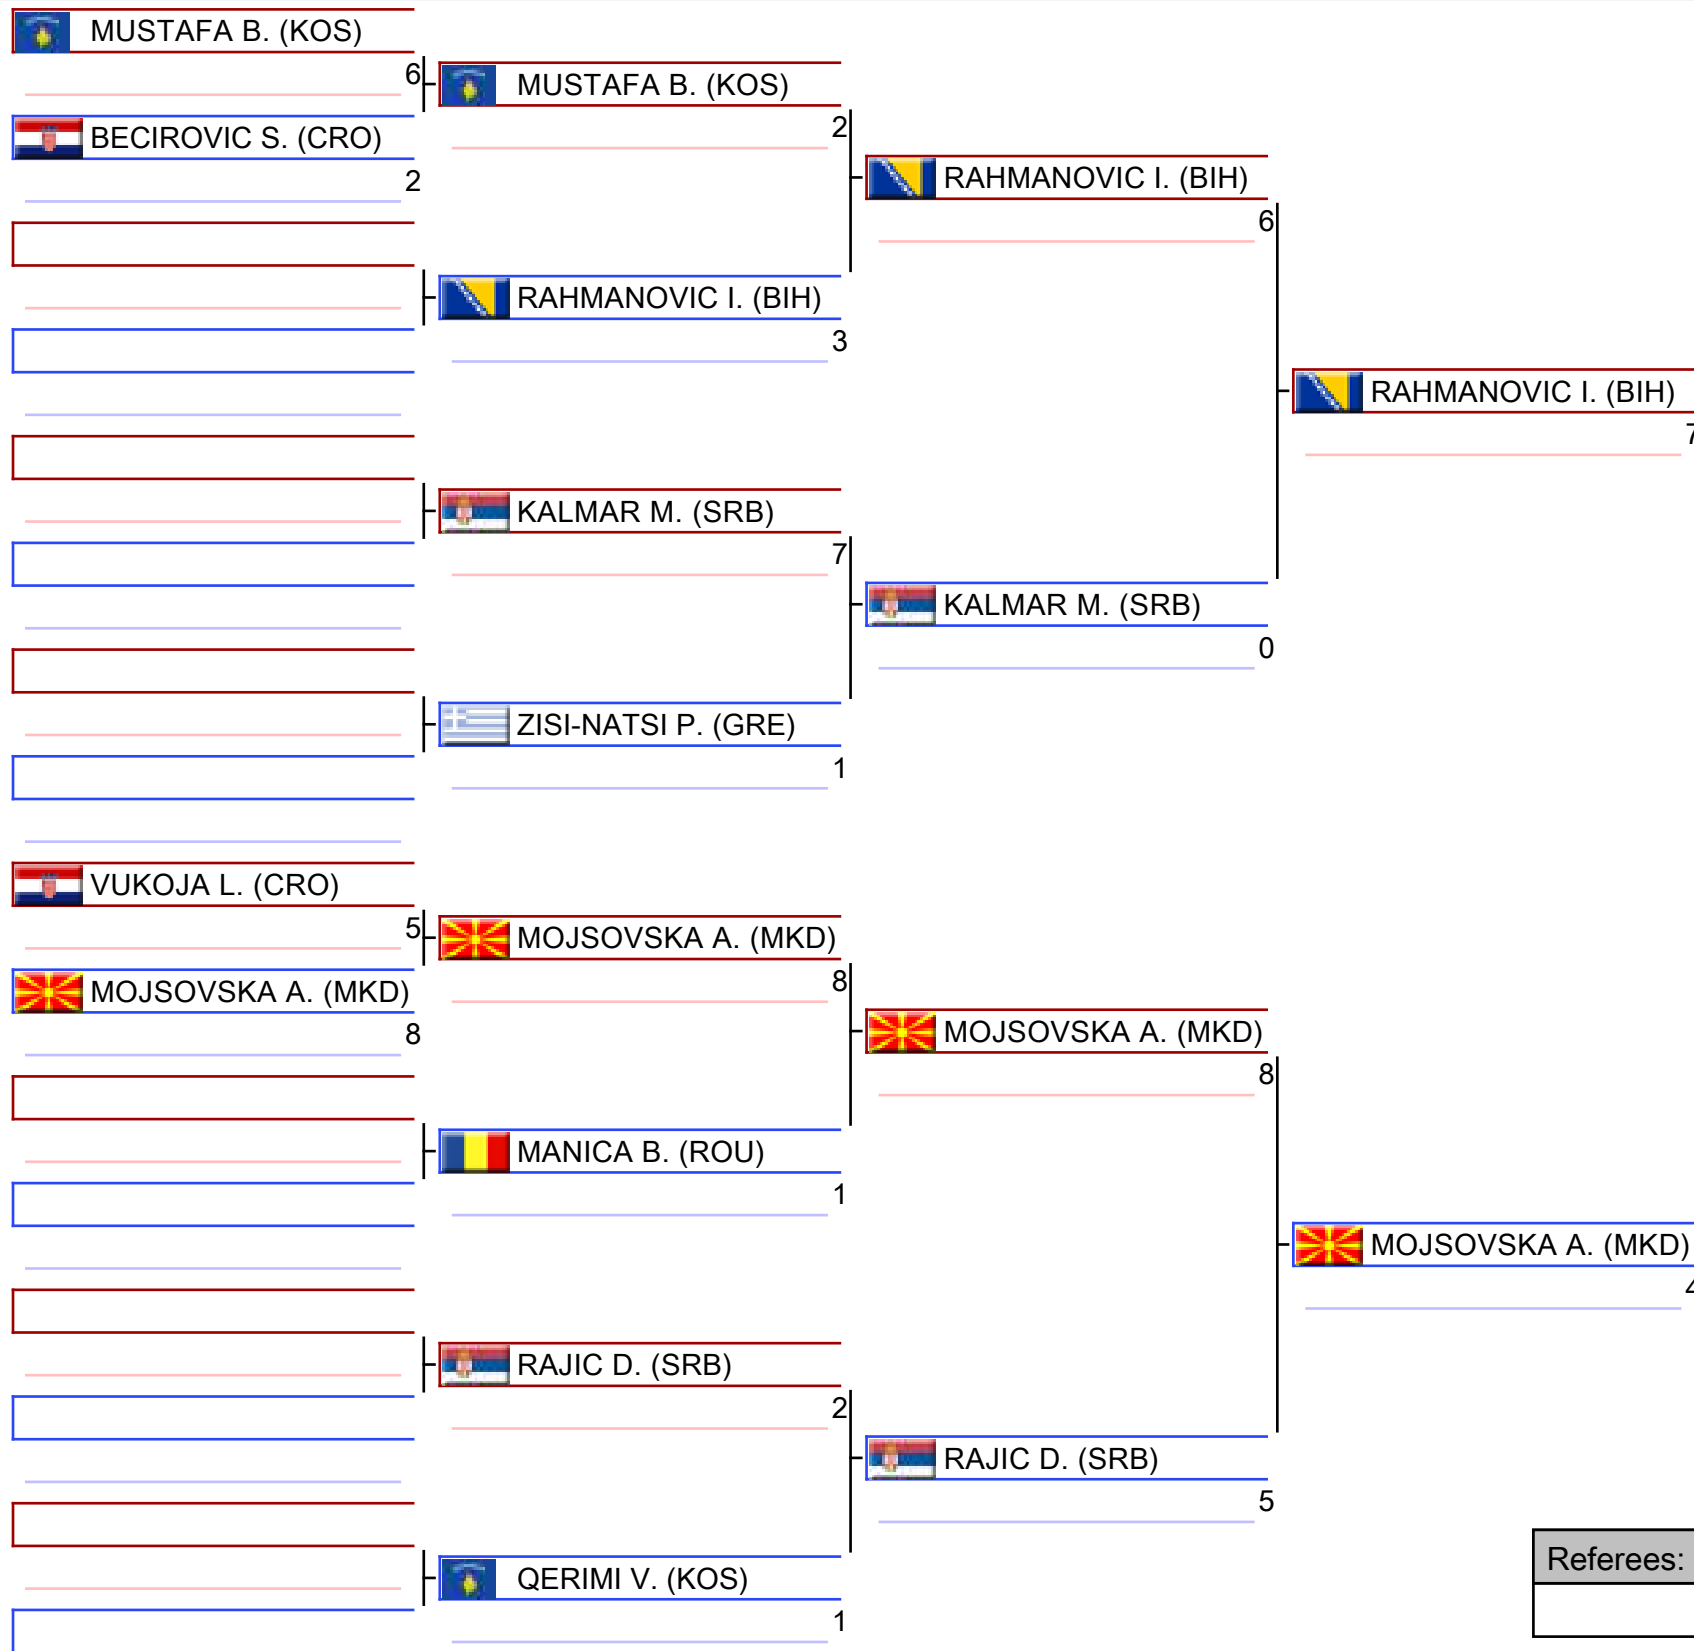 MUSTAFA B. (KOS)
6
BECIROVIC S. (CRO)
2
VUKOJA L. (CRO)
5
MOJSOVSKA A. (MKD)
8
MUSTAFA B. (KOS)
2
RAHMANOVIC I. (BIH)
3
KALMAR M. (SRB)
7
ZISI-NATSI P. (GRE)
1
MOJSOVSKA A. (MKD)
8
MANICA B. (ROU)
1
RAJIC D. (SRB)
2
QERIMI V. (KOS)
1
RAHMANOVIC I. (BIH)
6
KALMAR M. (SRB)
0
MOJSOVSKA A. (MKD)
8
RAJIC D. (SRB)
5
RAHMANOVIC I. (BIH)
7
MOJSOVSKA A. (MKD)
4
Referees: